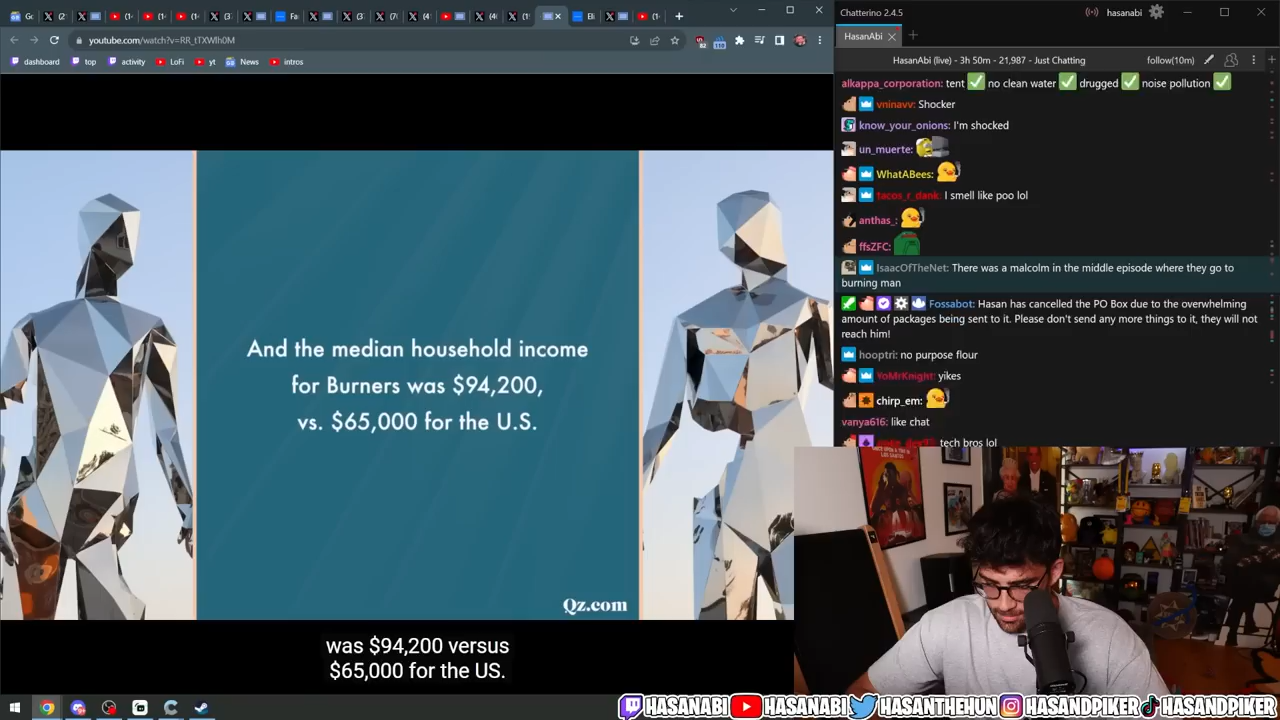 Chatterino 2.4.5
hasanabi
youtube.com/watch?v=RR_tTXWlh0M
HasanAbi
dashboard
top
activity
LoFi
yt
News
intros
HasanAbi (live) - 3h 50m - 21,987 - Just Chatting
follow(10m)
alkappa_corporation: tent ✅ no clean water ✅ drugged ✅ noise pollution ✅
vninavv: Shocker
know_your_onions: I'm shocked
un_muerte:
WhatABees:
tacos_r_dank: I smell like poo lol
anthas_:
ffsZFC:
IsaacOfTheNet: There was a malcolm in the middle episode where they go to
burning man
Fossabot: Hasan has cancelled the PO Box due to the overwhelming
amount of packages being sent to it. Please don't send any more things to it, they will not
reach him!
hooptri: no purpose flour
YoMrKnight: yikes
chirp_em:
vanya616: like chat
tech bros lol
And the median household income
for Burners was $94,200,
vs. $65,000 for the U.S.
Qz.com
was $94,200 versus
$65,000 for the US.
HASANABI
HASANABI
HASANTHEHUN
HASANDPIKER
HASANDPIKER